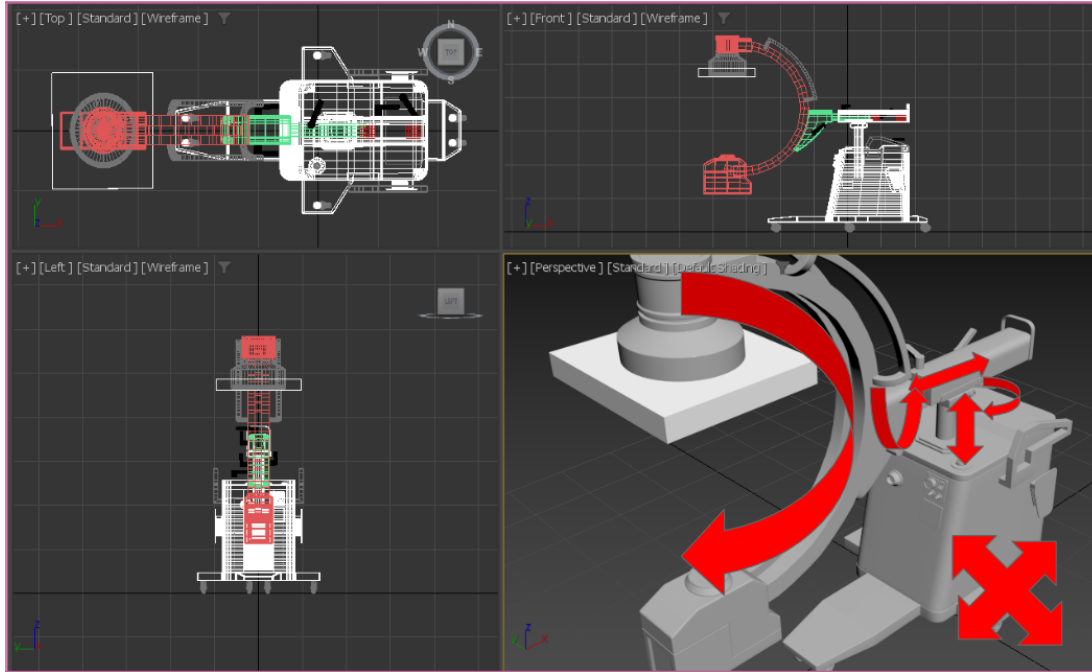 [+] [Top] [Standard] [Wireframe]
N
W TOP E
S
y
z x
[+] [Front] [Standard] [Wireframe]
z
y x
[+] [Left] [Standard] [Wireframe]
LEFT
z
y x
[+] [Perspective] [Standard] [Default Shading]
z
y x